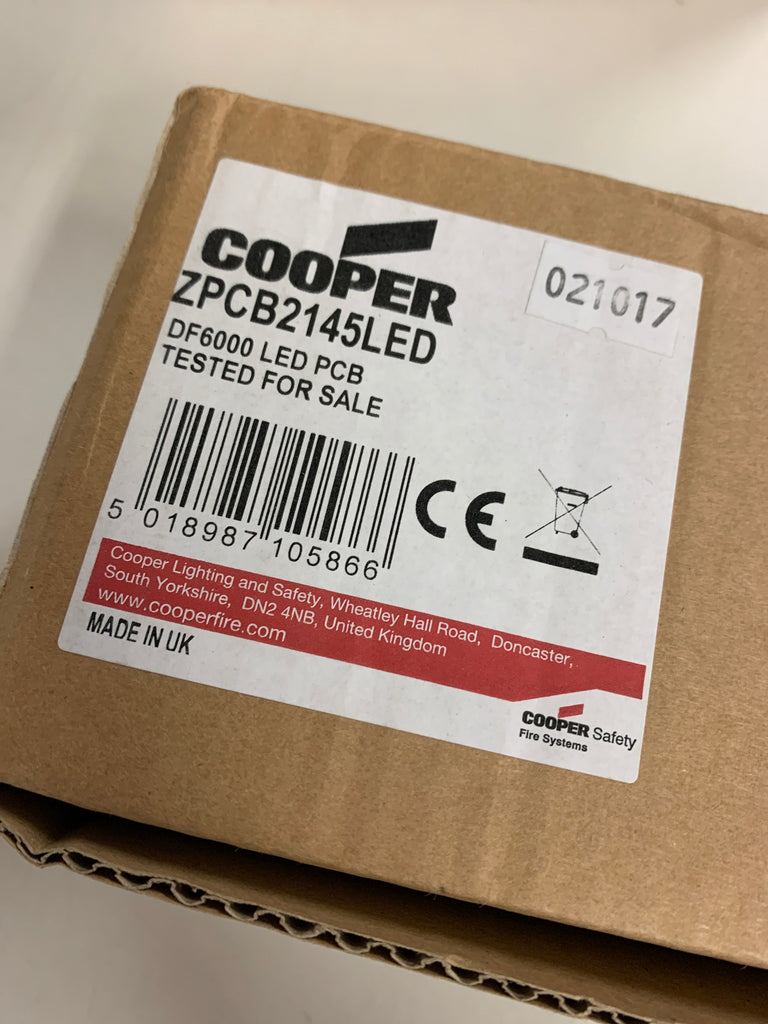 COOPER
021017
ZPCB2145LED
DF6000 LED PCB
TESTED FOR SALE
5 018987 105866
CE
Cooper Lighting and Safety, Wheatley Hall Road, Doncaster,
South Yorkshire, DN2 4NB, United Kingdom
www.cooperfire.com
MADE IN UK
COOPER Safety
Fire Systems